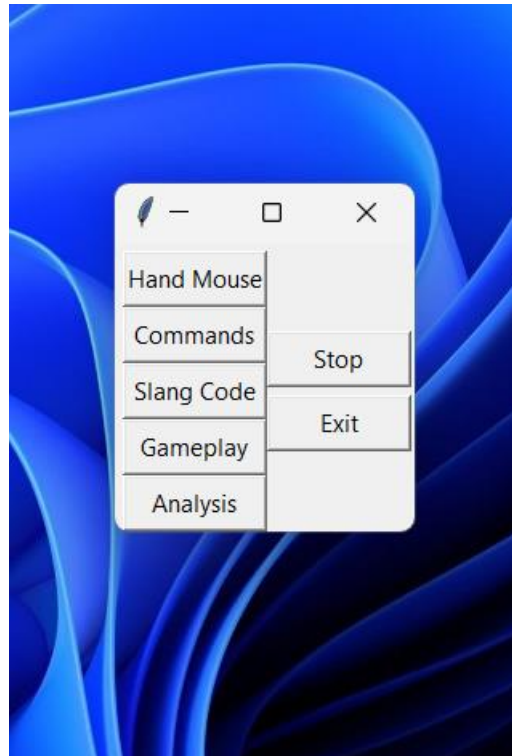 Hand Mouse
Commands
Slang Code
Gameplay
Analysis
Stop
Exit